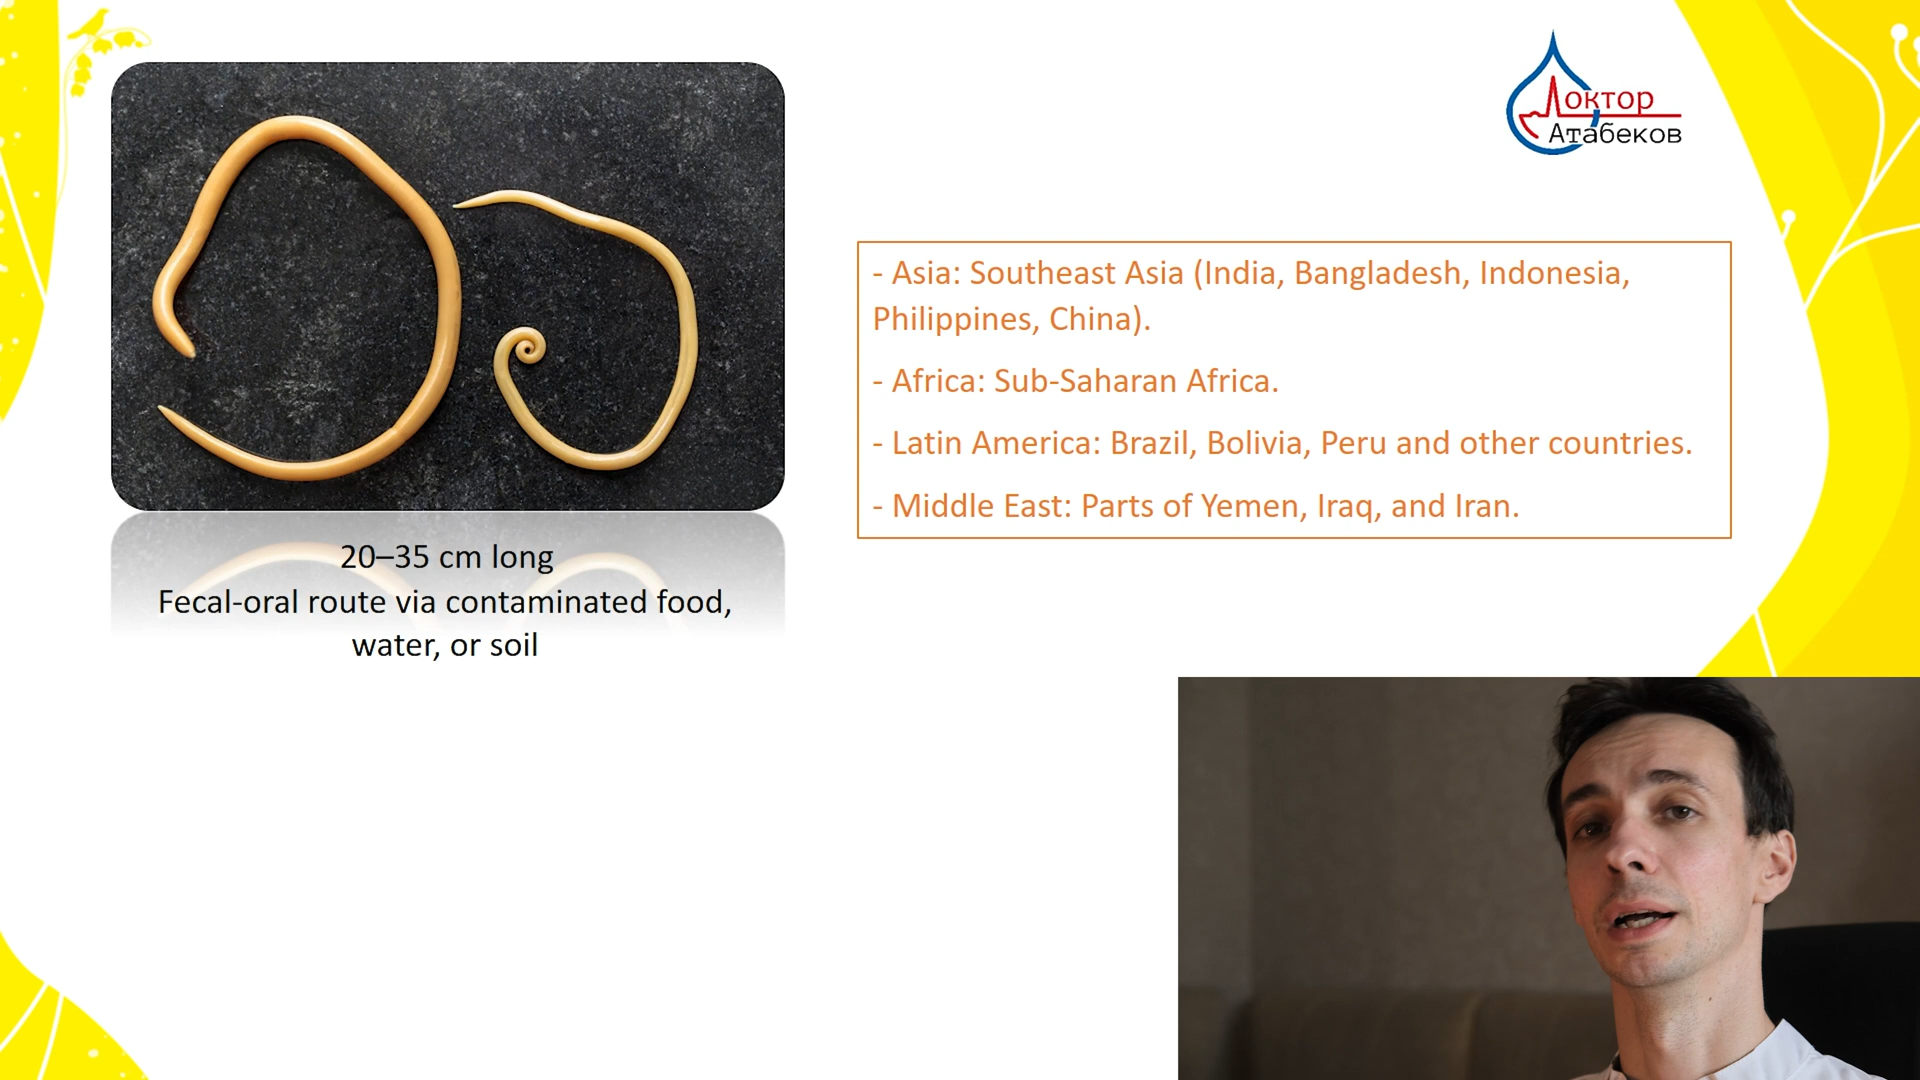 Доктор
Атабеков
- Asia: Southeast Asia (India, Bangladesh, Indonesia,
Philippines, China).
- Africa: Sub-Saharan Africa.
- Latin America: Brazil, Bolivia, Peru and other countries.
- Middle East: Parts of Yemen, Iraq, and Iran.
20–35 cm long
Fecal-oral route via contaminated food,
water, or soil